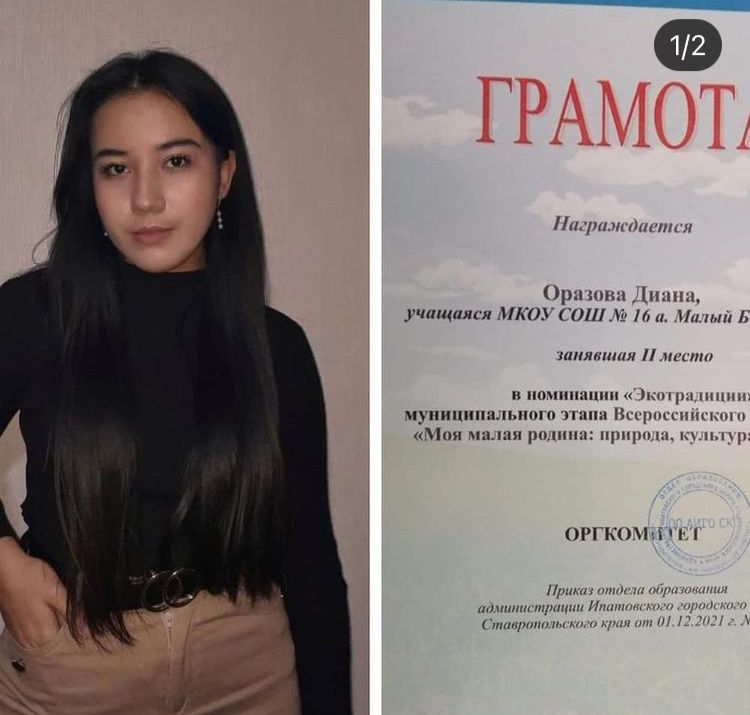 1/2
ГРАМОТА
Награждается
Оразова Диана,
учащаяся МКОУ СОШ № 16 а. Малый Б
занявшая II место
в номинации «Экотрадиции»
муниципального этапа Всероссийского
«Моя малая родина: природа, культура
ОРГКОМИТЕТ
Приказ отдела образования
администрации Ипатовского городского
Ставропольского края от 01.12.2021 г. №